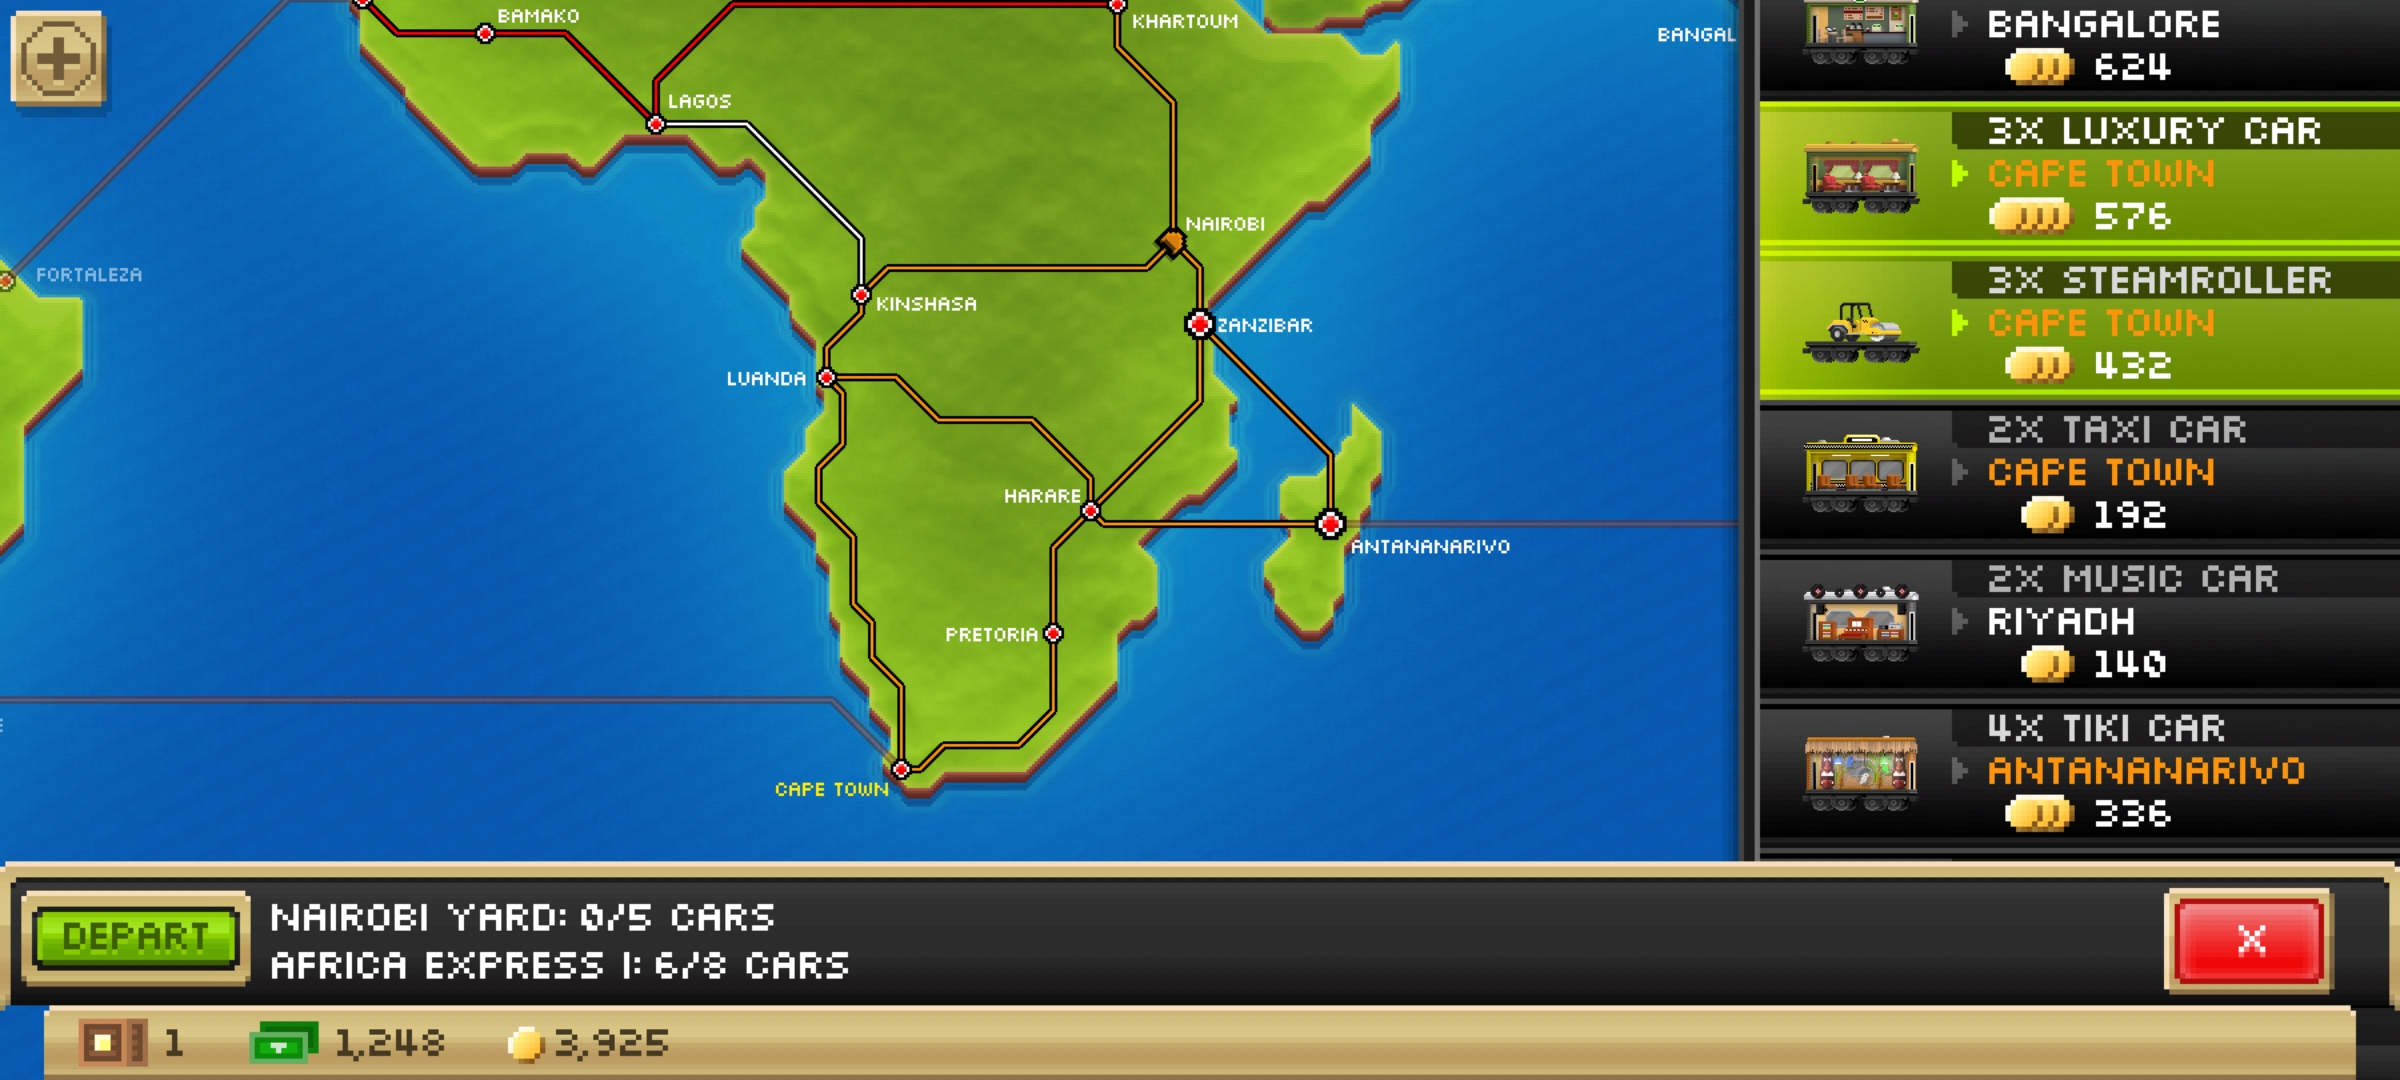 BAMAKO
KHARTOUM
BANGAL
LAGOS
NAIROBI
FORTALEZA
KINSHASA
ZANZIBAR
LUANDA
HARARE
ANTANANARIVO
PRETORIA
CAPE TOWN
BANGALORE
624
3X LUXURY CAR
CAPE TOWN
576
3X STEAMROLLER
CAPE TOWN
432
2X TAXI CAR
CAPE TOWN
192
2X MUSIC CAR
RIYADH
140
4X TIKI CAR
ANTANANARIVO
336
DEPART
NAIROBI YARD: 0/5 CARS
AFRICA EXPRESS I: 6/8 CARS
X
1
1,248
3,925